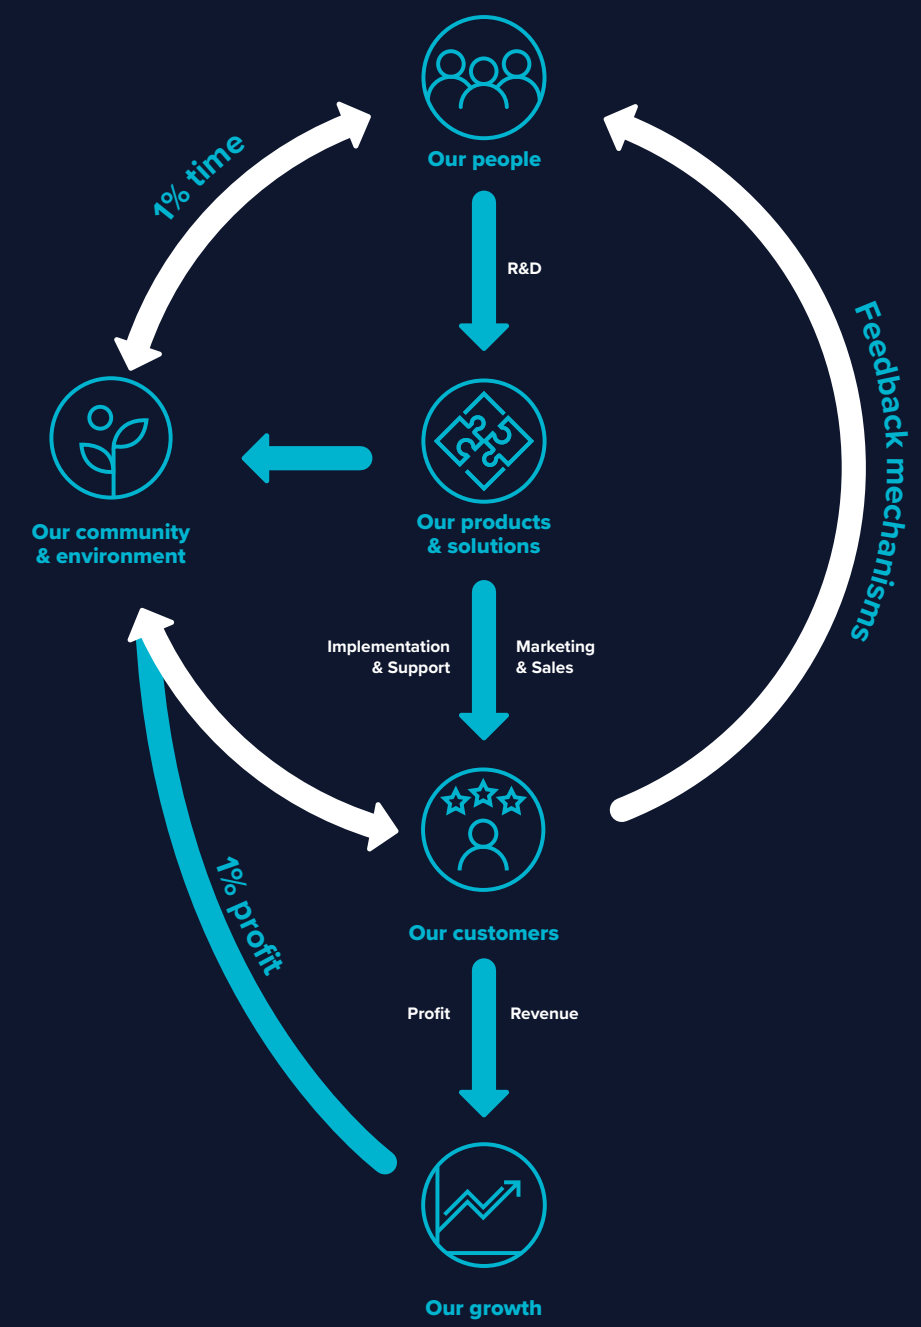 Our people
1% time
R&D
Feedback mechanisms
Our community
& environment
Our products
& solutions
Implementation
& Support
Marketing
& Sales
1% profit
Our customers
Profit
Revenue
Our growth